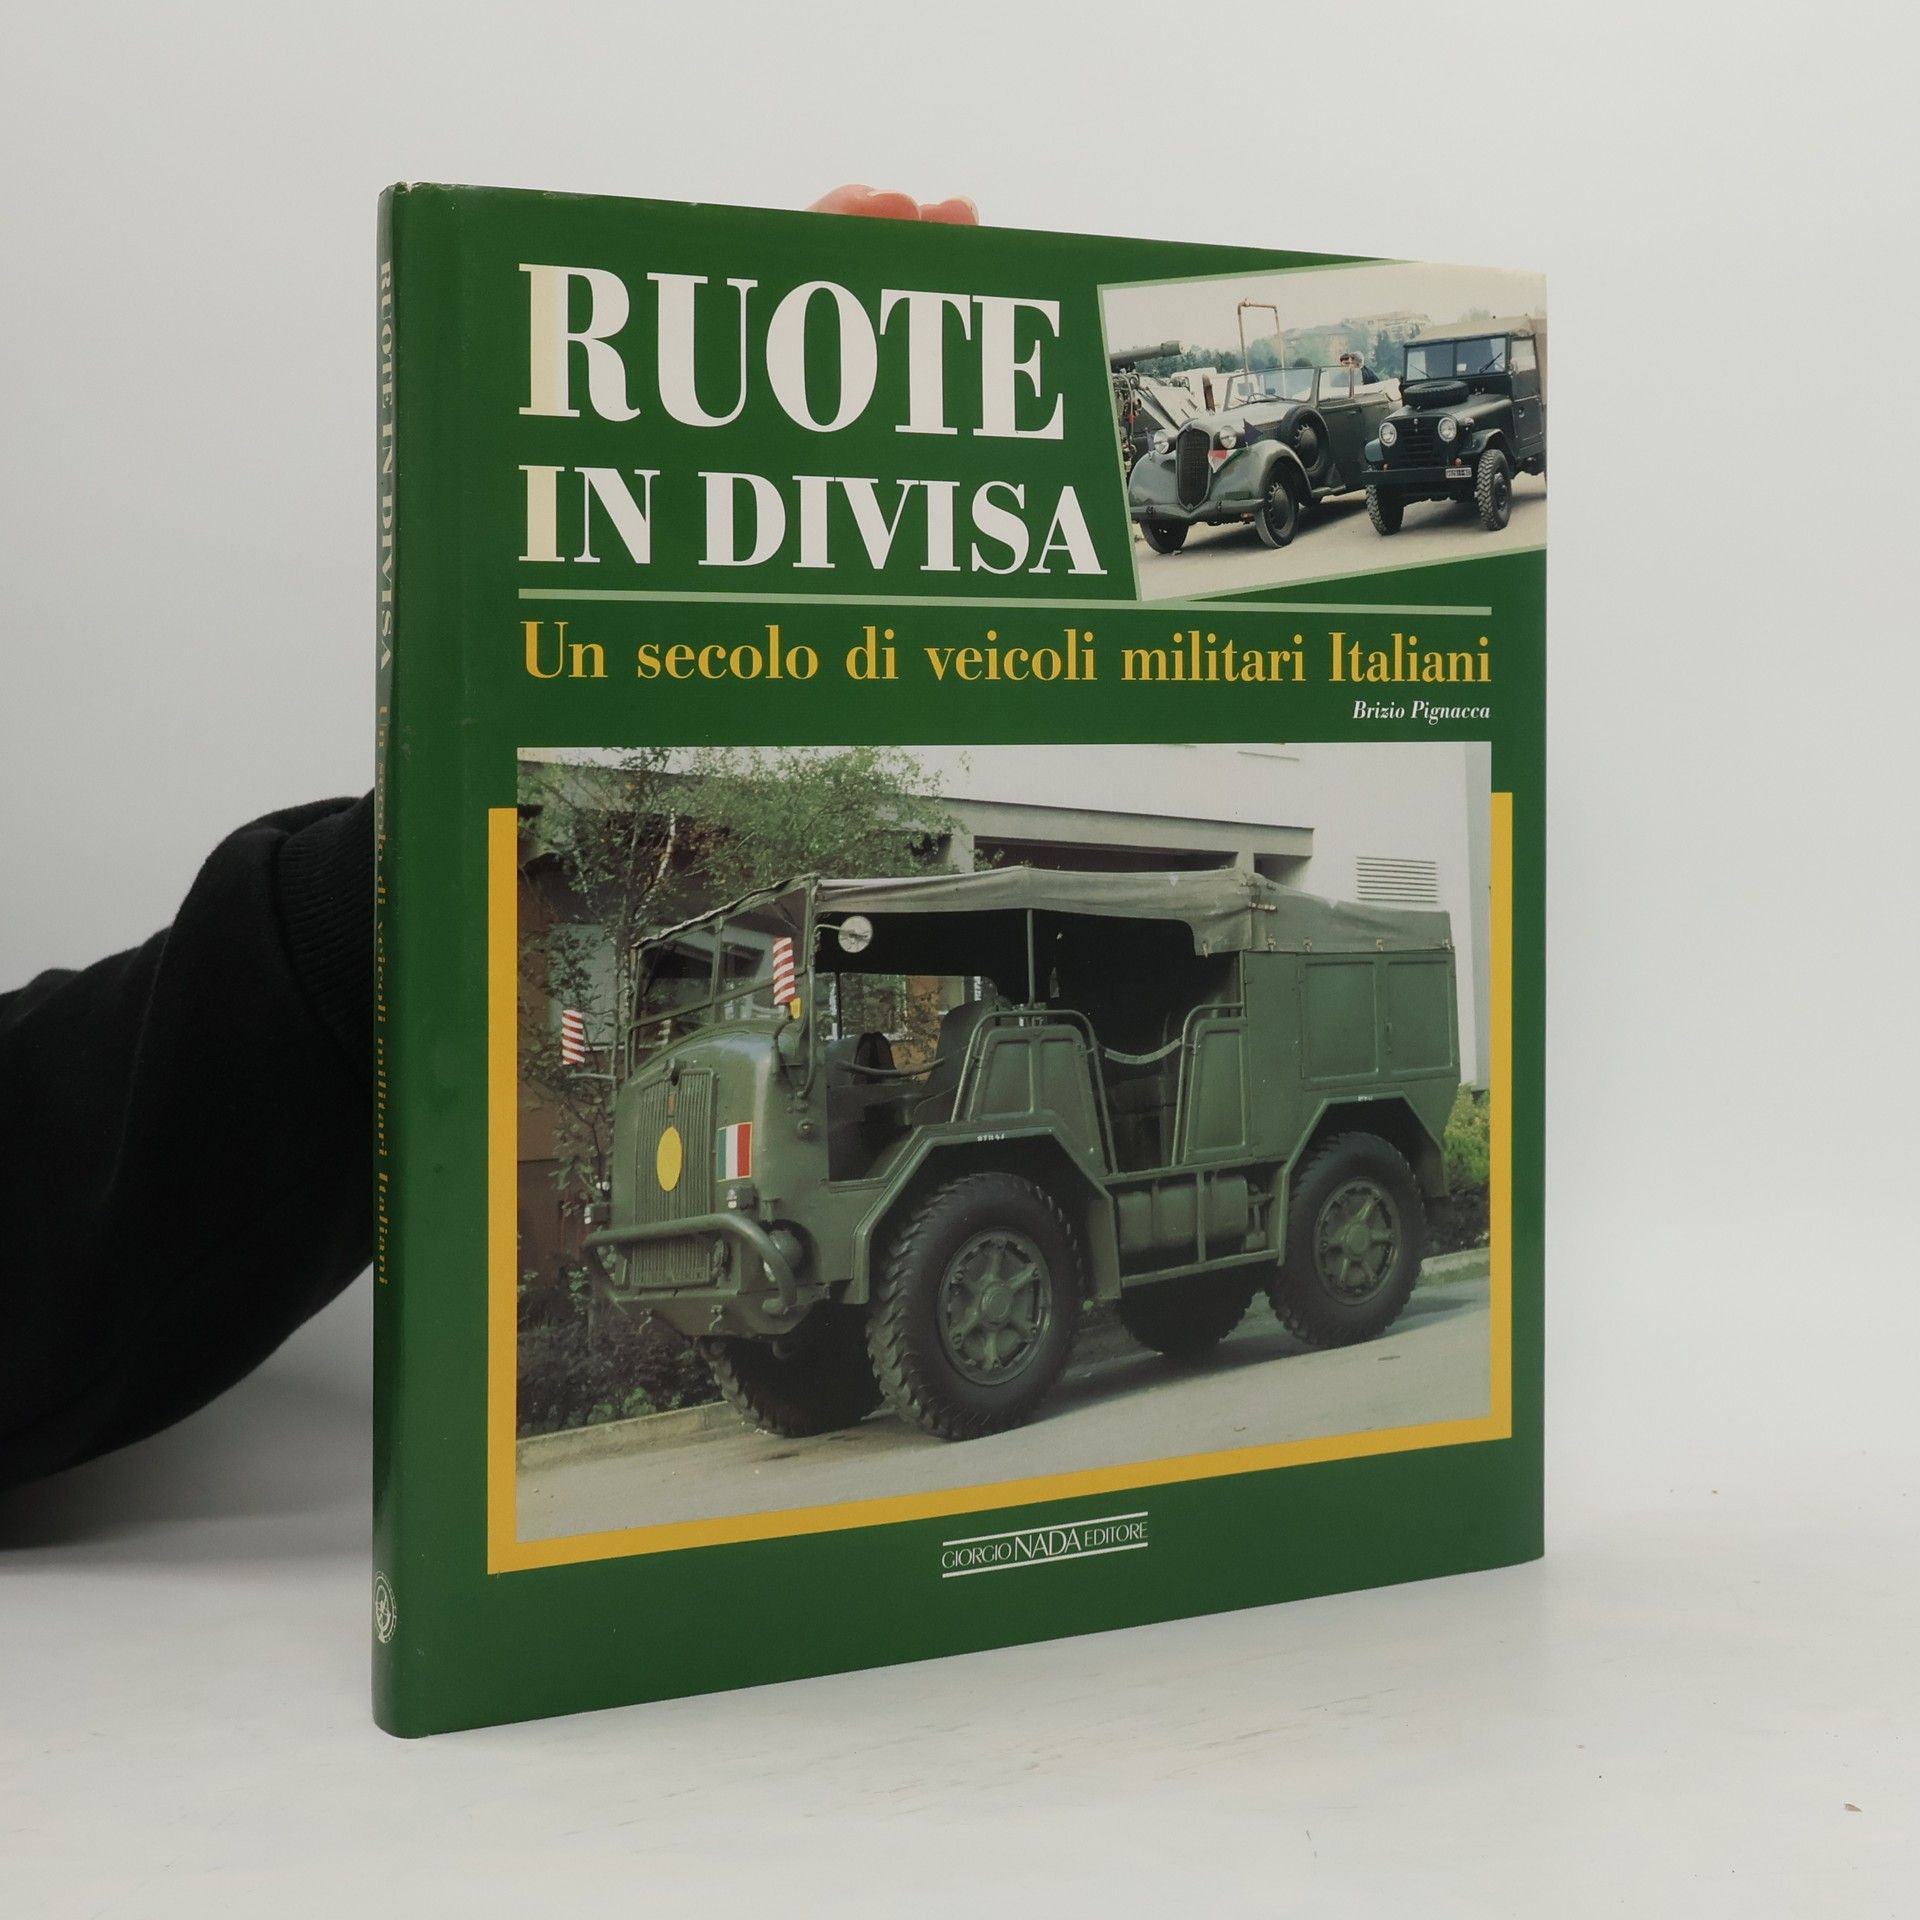 RUOTE
IN DIVISA
Un secolo di veicoli militari Italiani
Brizio Pignacca
GIORGIO NADA EDITORE
RUOTE IN DIVISA Un secolo di veicoli militari Italiani